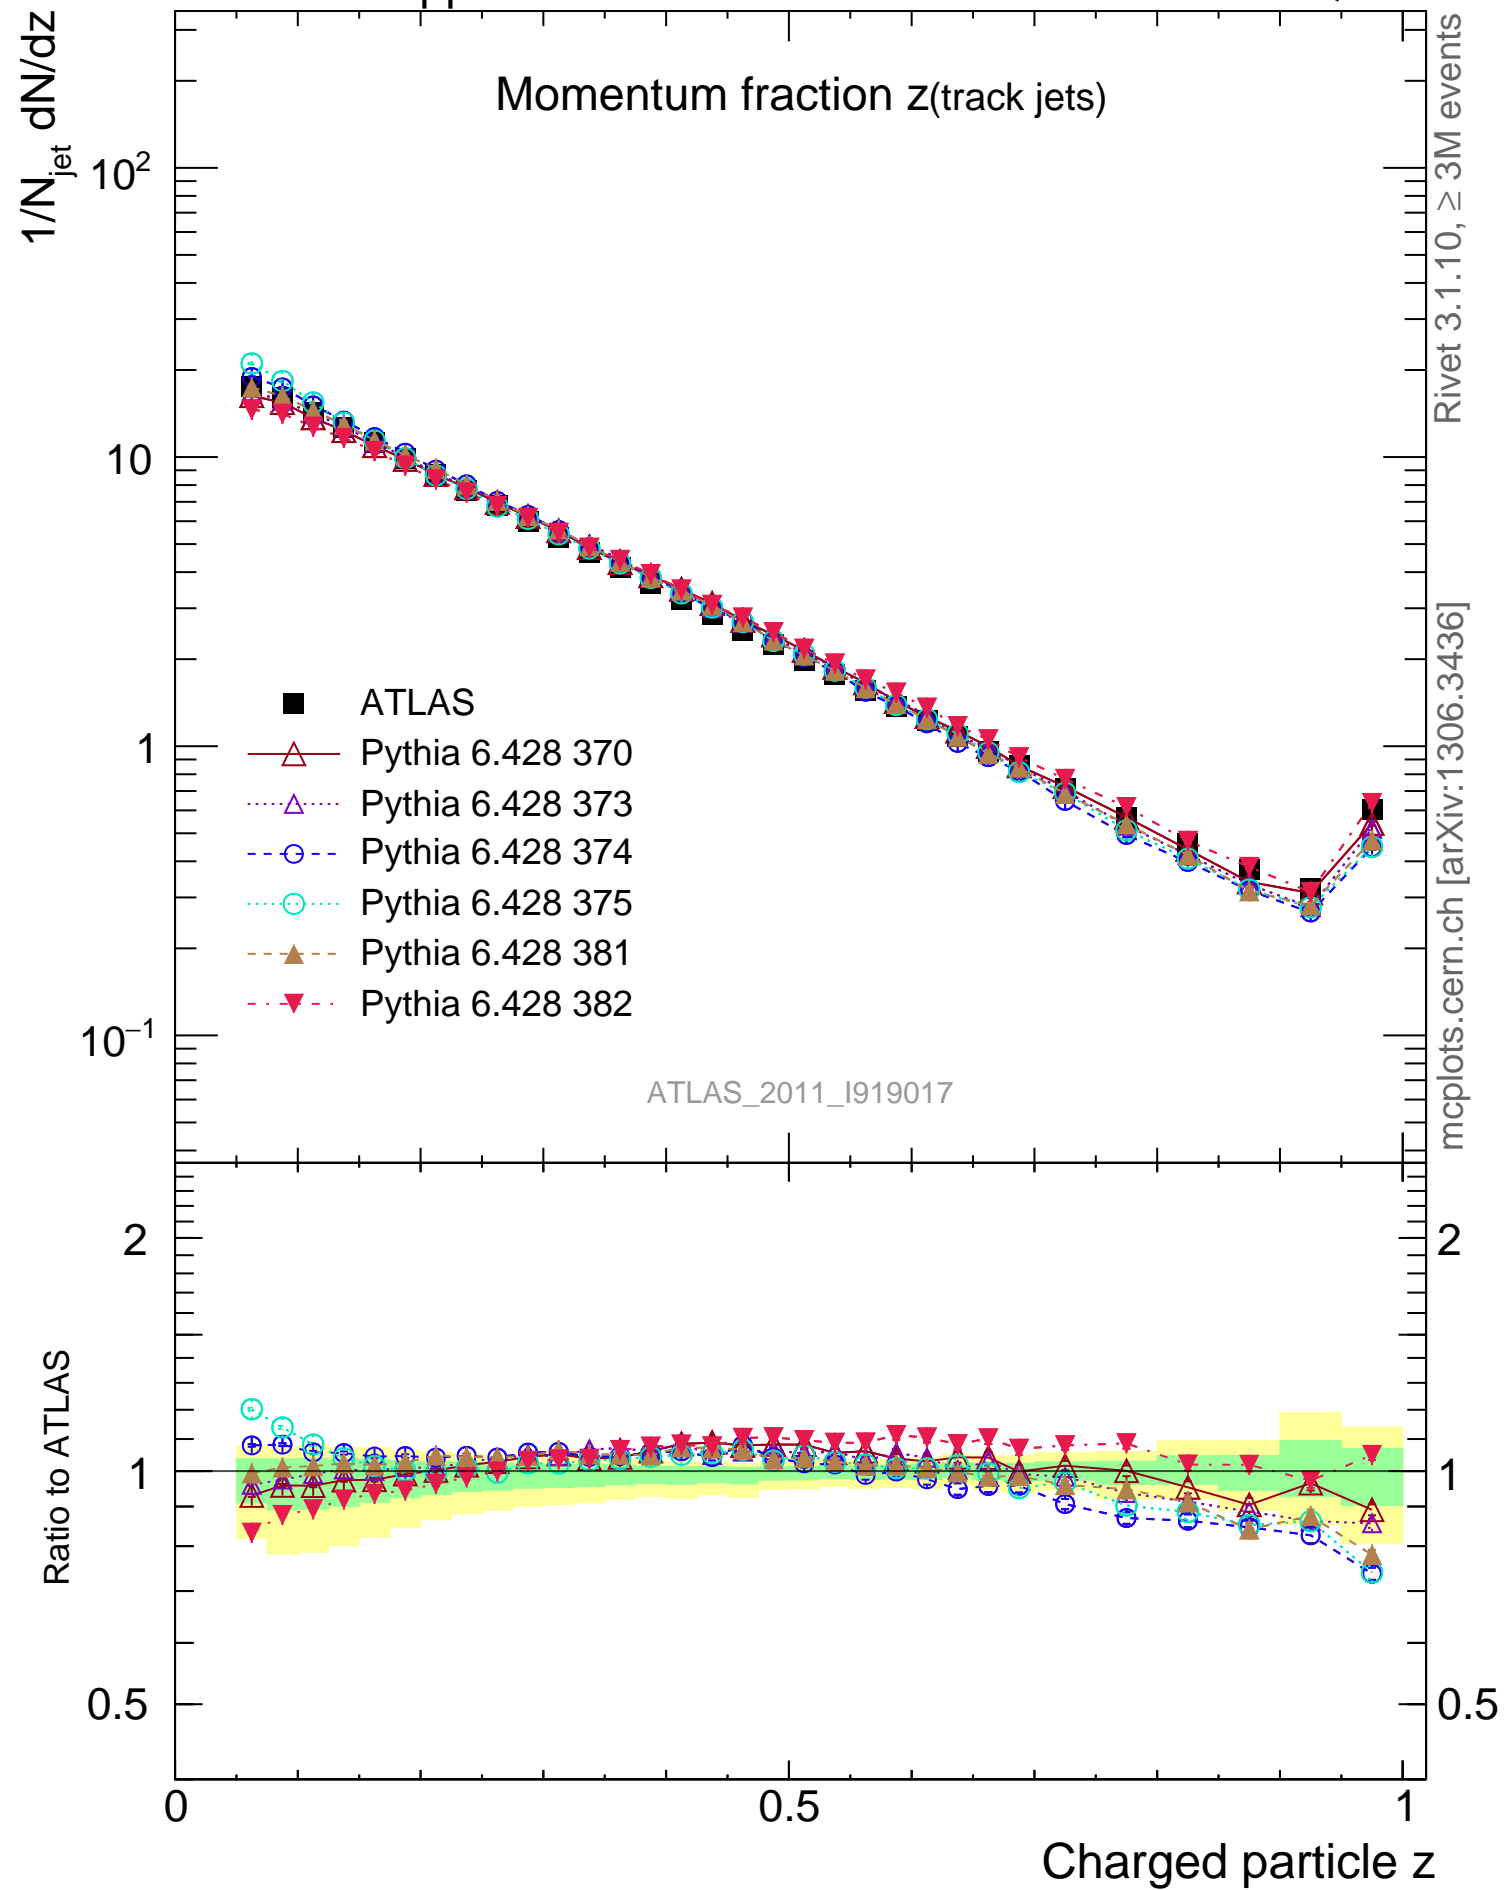 Momentum fraction z(track jets)
1/N_jet dN/dz
10²
10
1
10⁻¹
ATLAS
Pythia 6.428 370
Pythia 6.428 373
Pythia 6.428 374
Pythia 6.428 375
Pythia 6.428 381
Pythia 6.428 382
ATLAS_2011_I919017
Rivet 3.1.10, ≥ 3M events
mcplots.cern.ch [arXiv:1306.3436]
Ratio to ATLAS
2
1
0.5
2
1
0.5
0
0.5
1
Charged particle z